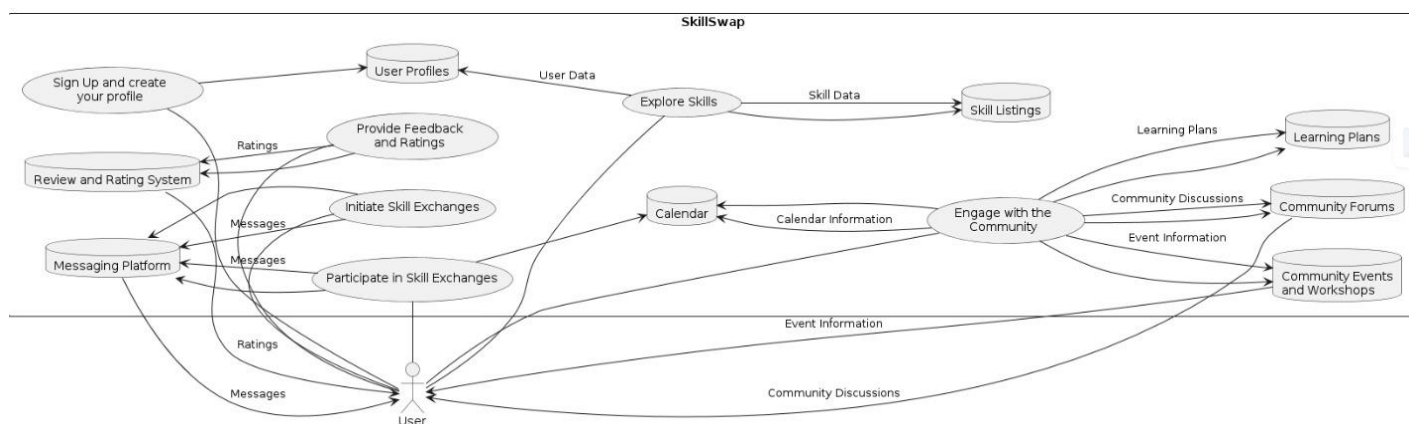 SkillSwap
Sign Up and create
your profile
User Profiles
User Data
Explore Skills
Skill Data
Skill Listings
Provide Feedback
and Ratings
Ratings
Review and Rating System
Initiate Skill Exchanges
Messages
Messaging Platform
Messages
Participate in Skill Exchanges
Calendar
Calendar Information
Engage with the
Community
Learning Plans
Learning Plans
Community Discussions
Community Forums
Event Information
Community Events
and Workshops
Event Information
Ratings
Messages
Community Discussions
User